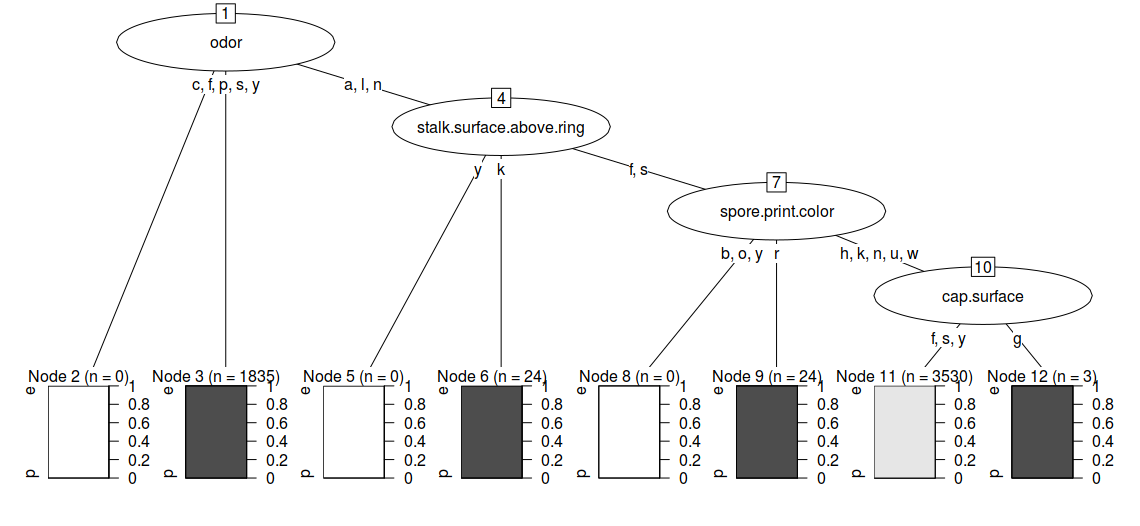 1
odor
c, f, p, s, y
a, l, n
4
stalk.surface.above.ring
y
k
f, s
7
spore.print.color
b, o, y
r
h, k, n, u, w
10
cap.surface
f, s, y
g
Node 2 (n = 0)
e
p
1
0.8
0.6
0.4
0.2
0
Node 3 (n = 1835)
e
p
1
0.8
0.6
0.4
0.2
0
Node 5 (n = 0)
e
p
1
0.8
0.6
0.4
0.2
0
Node 6 (n = 24)
e
p
1
0.8
0.6
0.4
0.2
0
Node 8 (n = 0)
e
p
1
0.8
0.6
0.4
0.2
0
Node 9 (n = 24)
e
p
1
0.8
0.6
0.4
0.2
0
Node 11 (n = 3530)
e
p
1
0.8
0.6
0.4
0.2
0
Node 12 (n = 3)
e
p
1
0.8
0.6
0.4
0.2
0